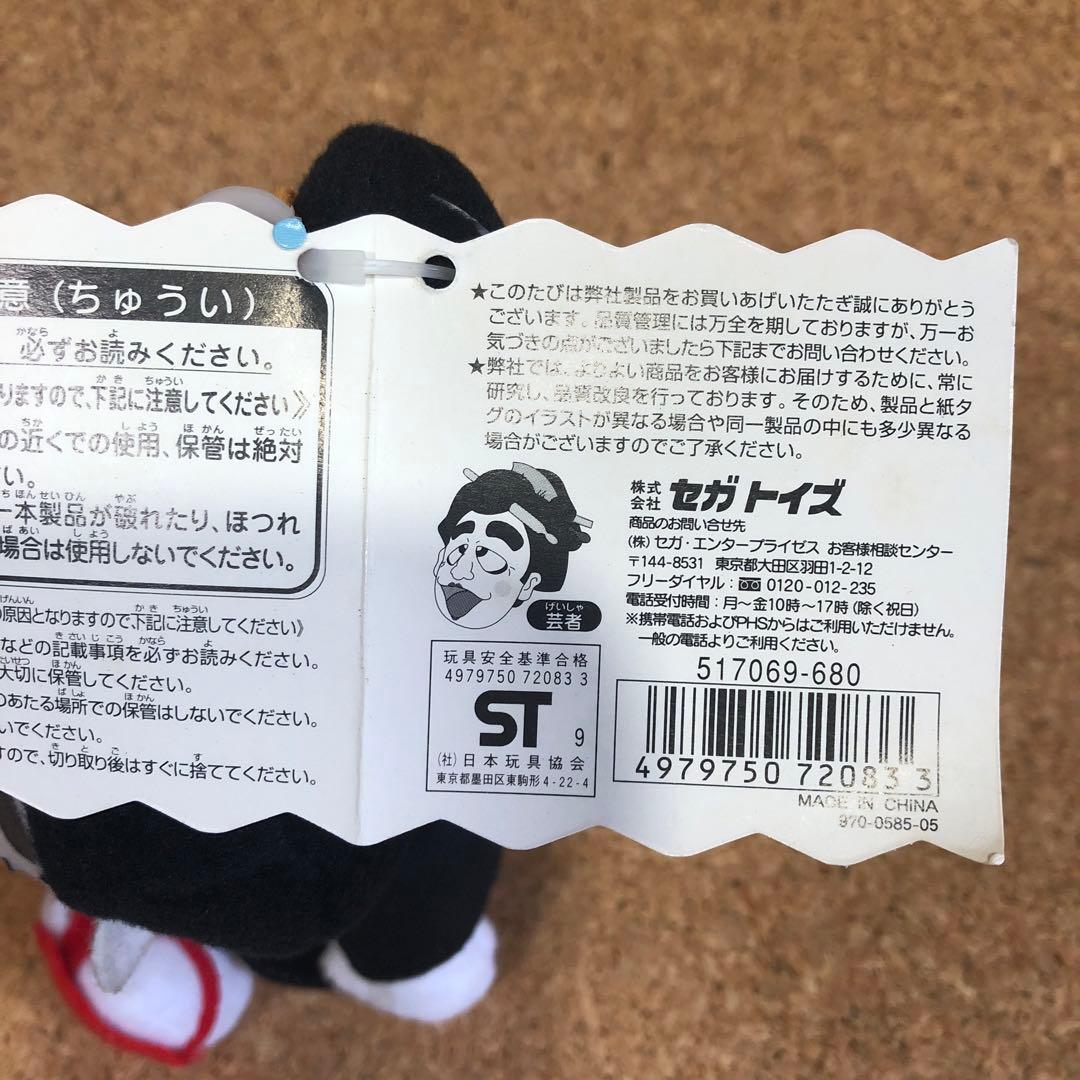 意(ちゅうい)
必ずお読みください。
りますので、下記に注意してください》
の近くでの使用、保管は絶対
い。
一本製品が破れたり、ほつれ
場合は使用しないでください。
の原因となりますので下記に注意してください》
などの記載事項を必ずお読みください。
大切に保管してください。
のあたる場所での保管はしないでください。
いでください。
すので、切り取り後はすぐに捨ててください。
★このたびは弊社製品をお買いあげいただき誠にありがとう
ございます。品質管理には万全を期しておりますが、万一お
気づきの点がございましたら下記までお問い合わせください。
★弊社では、よりよい商品をお客様にお届けするために、常に
研究し、品質改良を行っております。そのため、製品と紙タ
グのイラストが異なる場合や同一製品の中にも多少異なる
場合がございますのでご了承ください。
げいしゃ
芸者
株式会社 セガトイズ
商品のお問い合せ先
(株)セガ・エンタープライゼス お客様相談センター
〒144-8531 東京都大田区羽田1-2-12
フリーダイヤル:0120-012-235
電話受付時間:月〜金10時〜17時(除く祝日)
※携帯電話およびPHSからはご利用いただけません。
一般の電話よりご利用ください。
玩具安全基準合格
4979750 72083 3
ST 9
(社)日本玩具協会
東京都墨田区東駒形4-22-4
517069-680
4979750 720833
MADE IN CHINA
970-0585-05